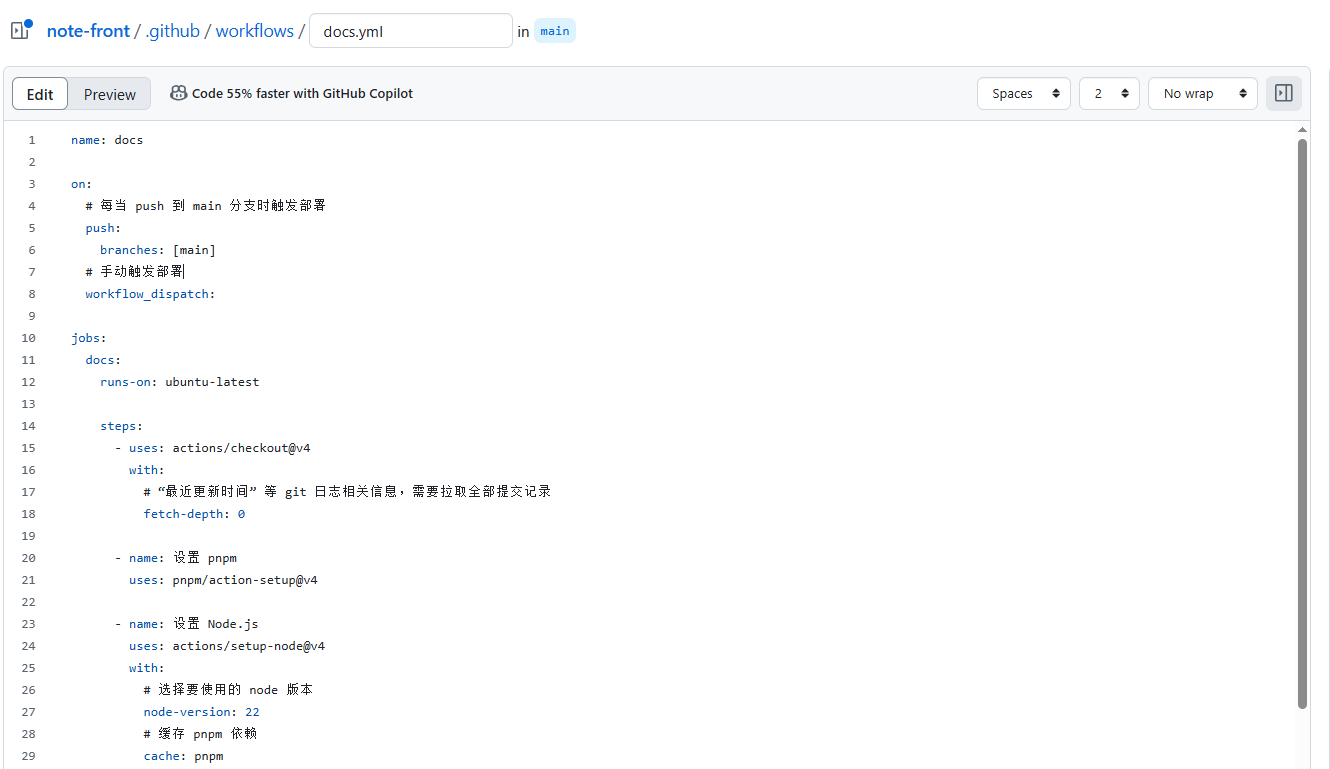 note-front / .github / workflows / docs.yml in main
Edit Preview Code 55% faster with GitHub Copilot Spaces 2 No wrap
1 name: docs
2
3 on:
4 # 每当 push 到 main 分支时触发部署
5 push:
6 branches: [main]
7 # 手动触发部署
8 workflow_dispatch:
9
10 jobs:
11 docs:
12 runs-on: ubuntu-latest
13
14 steps:
15 - uses: actions/checkout@v4
16 with:
17 # “最近更新时间” 等 git 日志相关信息，需要拉取全部提交记录
18 fetch-depth: 0
19
20 - name: 设置 pnpm
21 uses: pnpm/action-setup@v4
22
23 - name: 设置 Node.js
24 uses: actions/setup-node@v4
25 with:
26 # 选择要使用的 node 版本
27 node-version: 22
28 # 缓存 pnpm 依赖
29 cache: pnpm